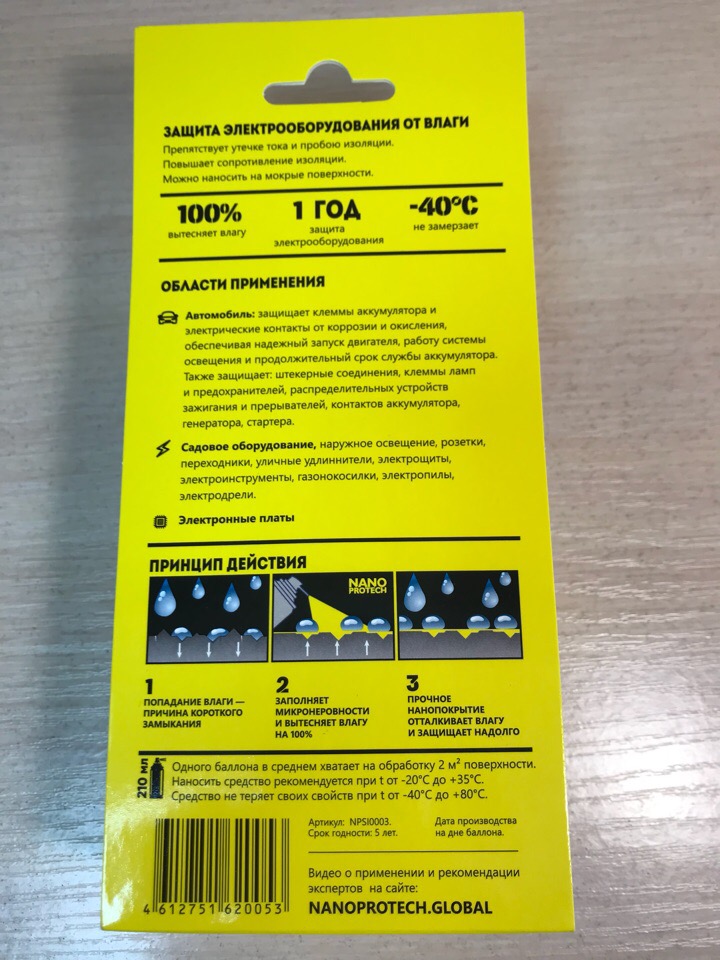 ЗАЩИТА ЭЛЕКТРООБОРУДОВАНИЯ ОТ ВЛАГИ
Препятствует утечке тока и пробою изоляции.
Повышает сопротивление изоляции.
Можно наносить на мокрые поверхности.
100%
вытесняет влагу
1 ГОД
защита
электрооборудования
-40°C
не замерзает
ОБЛАСТИ ПРИМЕНЕНИЯ
Автомобиль: защищает клеммы аккумулятора и
электрические контакты от коррозии и окисления,
обеспечивая надежный запуск двигателя, работу системы
освещения и продолжительный срок службы аккумулятора.
Также защищает: штекерные соединения, клеммы ламп
и предохранителей, распределительных устройств
зажигания и прерывателей, контактов аккумулятора,
генератора, стартера.
Садовое оборудование, наружное освещение, розетки,
переходники, уличные удлиннители, электрощиты,
электроинструменты, газонокосилки, электропилы,
электродрели.
Электронные платы
ПРИНЦИП ДЕЙСТВИЯ
NANO
PROTECH
1
ПОПАДАНИЕ ВЛАГИ —
ПРИЧИНА КОРОТКОГО
ЗАМЫКАНИЯ
2
ЗАПОЛНЯЕТ
МИКРОНЕРОВНОСТИ
И ВЫТЕСНЯЕТ ВЛАГУ
НА 100%
3
ПРОЧНОЕ
НАНОПОКРЫТИЕ
ОТТАЛКИВАЕТ ВЛАГУ
И ЗАЩИЩАЕТ НАДОЛГО
210 мл
Одного баллона в среднем хватает на обработку 2 м² поверхности.
Наносить средство рекомендуется при t от -20°C до +35°C.
Средство не теряет своих свойств при t от -40°C до +80°C.
Артикул: NPSI0003.
Срок годности: 5 лет.
Дата производства
на дне баллона.
Видео о применении и рекомендации
экспертов на сайте:
NANOPROTECH.GLOBAL
4 612751 620053